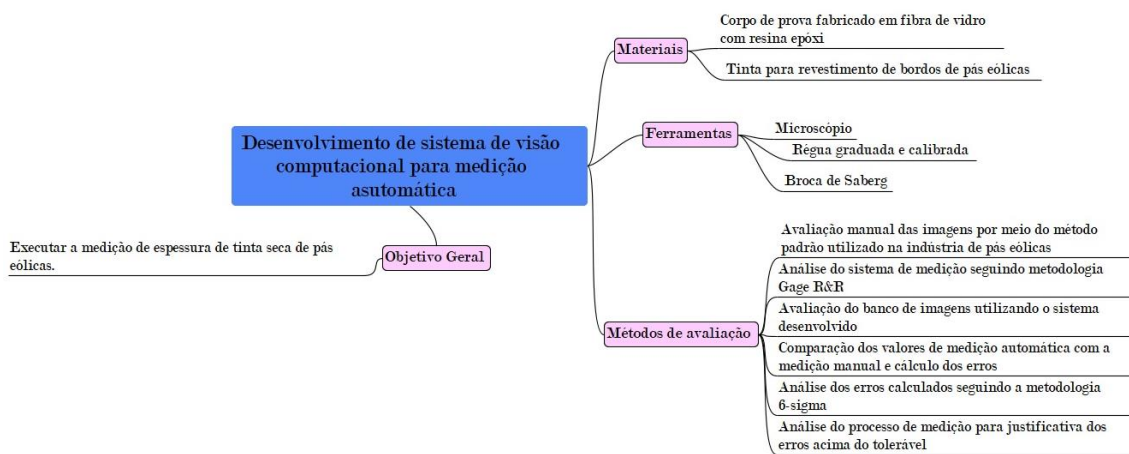 Desenvolvimento de sistema de visão
computacional para medição
asutomática
Objetivo Geral
Executar a medição de espessura de tinta seca de pás
eólicas.
Materiais
Corpo de prova fabricado em fibra de vidro
com resina epóxi
Tinta para revestimento de bordos de pás eólicas
Ferramentas
Microscópio
Régua graduada e calibrada
Broca de Saberg
Métodos de avaliação
Avaliação manual das imagens por meio do método
padrão utilizado na indústria de pás eólicas
Análise do sistema de medição seguindo metodologia
Gage R&R
Avaliação do banco de imagens utilizando o sistema
desenvolvido
Comparação dos valores de medição automática com a
medição manual e cálculo dos erros
Análise dos erros calculados seguindo a metodologia
6-sigma
Análise do processo de medição para justificativa dos
erros acima do tolerável